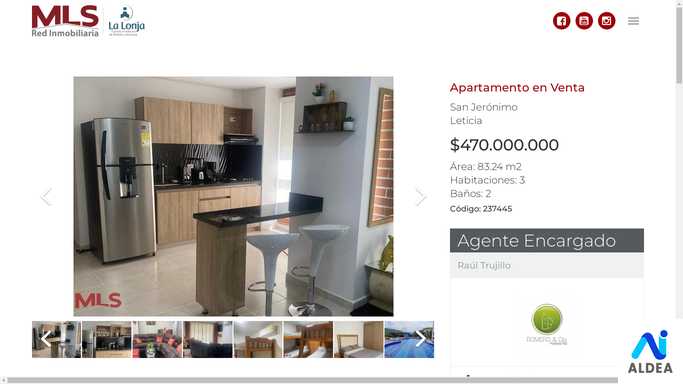 MLS
Red Inmobiliaria
La Lonja
Apartamento en Venta
San Jerónimo
Leticia
$470.000.000
Área: 83.24 m2
Habitaciones: 3
Baños: 2
Código: 237445
Agente Encargado
Raúl Trujillo
MLS
ROMERO & Cía
ALDEA